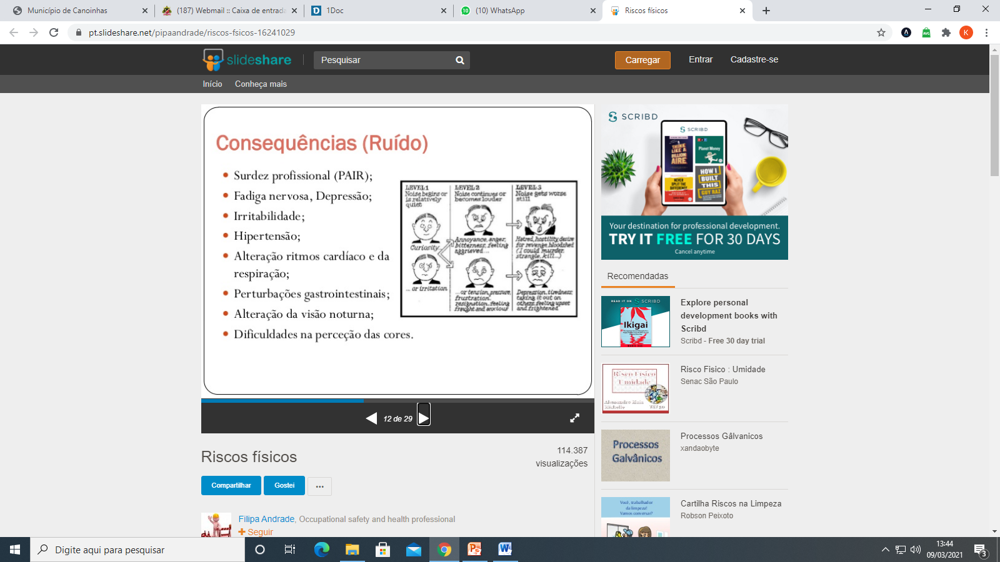 Município de Canoinhas
(187) Webmail :: Caixa de entrada
1Doc
(10) WhatsApp
Riscos físicos
pt.slideshare.net/pipaandrade/riscos-fsicos-16241029
K
slideshare
Pesquisar
Carregar
Entrar
Cadastre-se
Início
Conheça mais
Consequências (Ruído)
• Surdez profissional (PAIR);
• Fadiga nervosa, Depressão;
• Irritabilidade;
• Hipertensão;
• Alteração ritmos cardíaco e da
respiração;
• Perturbações gastrointestinais;
• Alteração da visão noturna;
• Dificuldades na perceção das cores.
LEVEL 1
Noise begins or
is relatively
quiet
Curiosity
... or irritation
LEVEL 2
Noise continues or
becomes louder
Annoyance, anger,
bitterness, feeling
aggrieved ...
... or tension, pressure,
frustration
resignation, feeling
fraught and anxious
LEVEL 3
Noise gets worse
still
Hatred, hostility, desire
for revenge, bloodshed
(I could murder,
strangle, kill...)
Depression, tiredness,
taking it out on
others, feeling upset
and frightened
12 de 29
Riscos físicos
114.387
visualizações
Compartilhar
Gostei
...
Filipa Andrade, Occupational safety and health professional
+ Seguir
SCRIBD
SCRIBD
THINK
LIKE A
BILLION
AIRE
Planet Money
NEVER
SPLIT THE
DIFFERENCE
HOW I
BUILT
THIS
GUY RAZ
Your destination for professional development.
TRY IT FREE FOR 30 DAYS
Cancel anytime
Recomendadas
READ IT ON SCRIBD
Ikigai
Explore personal
development books with
Scribd
Scribd - Free 30 day trial
Risco Fisico
Umidade
Michelle
Risco Fisico : Umidade
Senac São Paulo
Processos
Galvânicos
Processos Gâlvanicos
xandaobyte
Você, trabalhador
da limpeza!
Vamos conversar?
Cartilha Riscos na Limpeza
Robson Peixoto
Digite aqui para pesquisar
13:44
09/03/2021
3